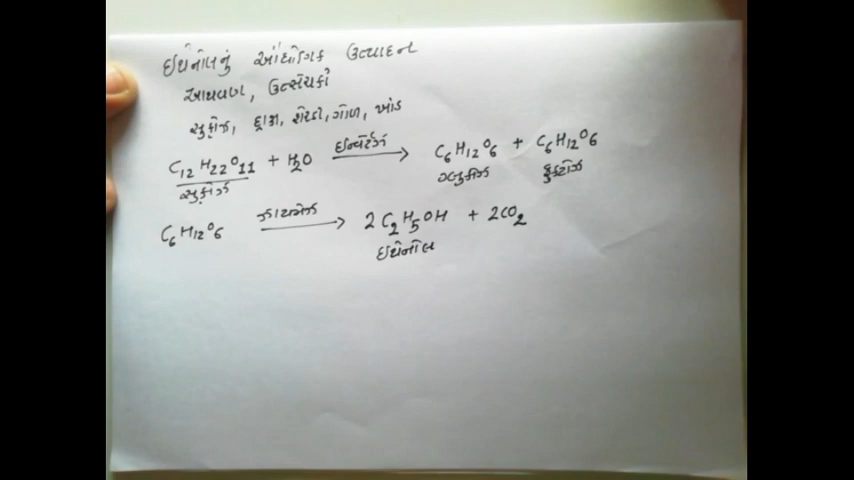 ઇથેનોલનું ઔદ્યોગિક ઉત્પાદન
આથવણ, ઉત્સેચકો
સુક્રોઝ, દ્રાક્ષ, શેરડી, ગોળ, ખાંડ
C12H22O11 + H2O ઇન્વર્ટેઝ → C6H12O6 + C6H12O6
સુક્રોઝ ગ્લુકોઝ ફ્રુક્ટોઝ
C6H12O6 ઝાયમેઝ → 2C2H5OH + 2CO2
ઇથેનોલ